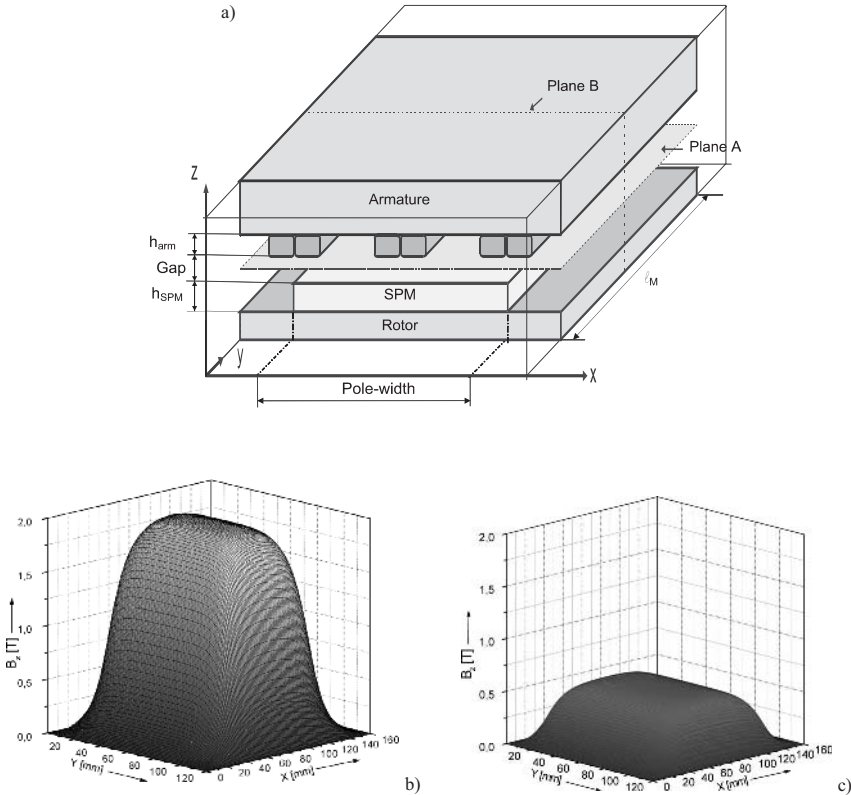 a)
Plane B
Plane A
z
Armature
h_arm
Gap
h_SPM
SPM
Rotor
ℓ_M
y
x
Pole-width
2,0
1,5
1,0
0,5
0,0
B_z [T]
20 40 60 80 100 120
Y [mm]
0 20 40 60 80 100 120 140 160
X [mm]
b)
2.0
1.5
1.0
0.5
0.0
B_z [T]
20 40 60 80 100 120
Y [mm]
0 20 40 60 80 100 120 140 160
X [mm]
c)